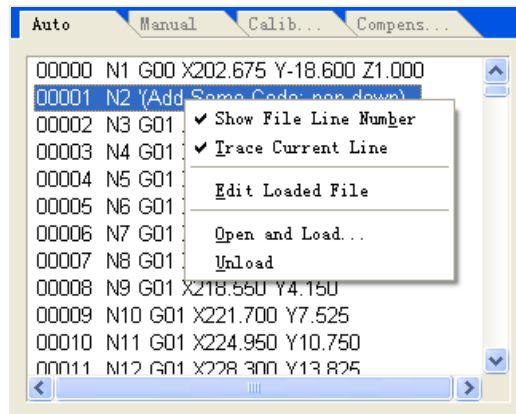 Auto Manual Calib... Compens...
00000 N1 G00 X202.675 Y-18.600 Z1.000
00001 N2 '(Add Some Code: pen down)
00002 N3 G01
00003 N4 G01
00004 N5 G01
00005 N6 G01
00006 N7 G01
00007 N8 G01
Show File Line Number
Trace Current Line
Edit Loaded File
Open and Load...
Unload
00008 N9 G01 X218.550 Y4.150
00009 N10 G01 X221.700 Y7.525
00010 N11 G01 X224.950 Y10.750
00011 N12 G01 X228.300 Y13.825